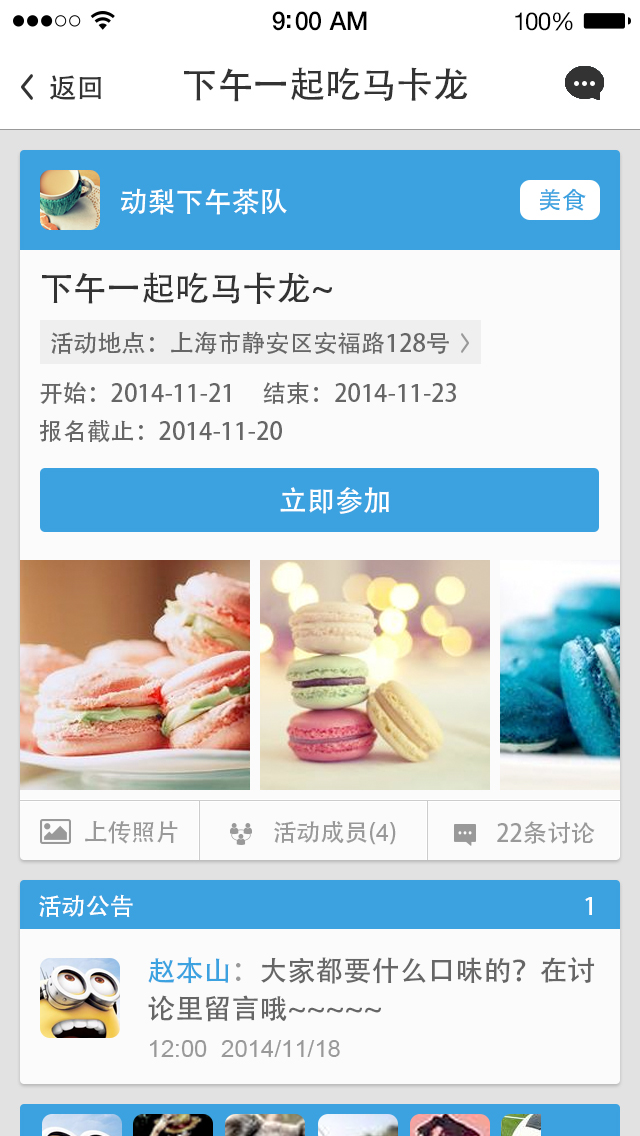 9:00 AM 100%
返回 下午一起吃马卡龙
动梨下午茶队 美食
下午一起吃马卡龙~
活动地点：上海市静安区安福路128号
开始：2014-11-21 结束：2014-11-23
报名截止：2014-11-20
立即参加
上传照片 活动成员(4) 22条讨论
活动公告 1
赵本山：大家都要什么口味的？在讨
论里留言哦~~~~~
12:00 2014/11/18